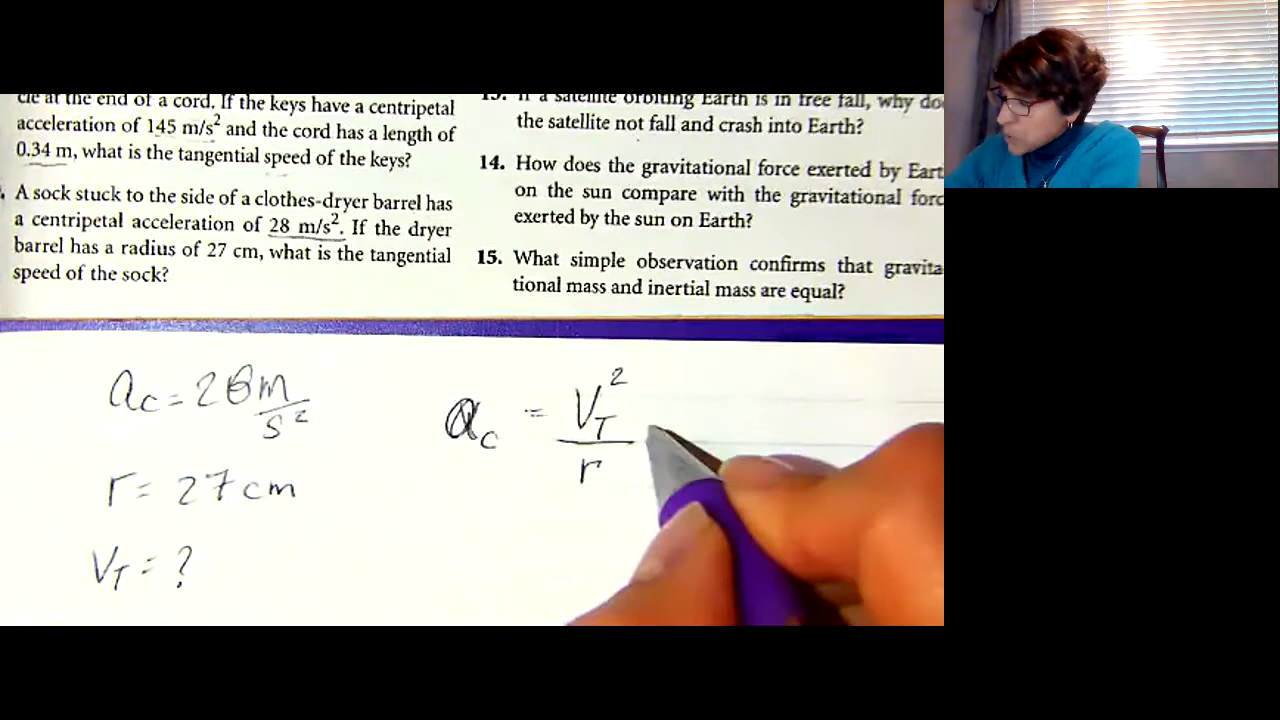 cle at the end of a cord. If the keys have a centripetal
acceleration of 145 m/s² and the cord has a length of
0.34 m, what is the tangential speed of the keys?
A sock stuck to the side of a clothes-dryer barrel has
a centripetal acceleration of 28 m/s². If the dryer
barrel has a radius of 27 cm, what is the tangential
speed of the sock?
If a satellite orbiting Earth is in free fall, why do
the satellite not fall and crash into Earth?
14. How does the gravitational force exerted by Eart
on the sun compare with the gravitational forc
exerted by the sun on Earth?
15. What simple observation confirms that gravita
tional mass and inertial mass are equal?
ac = 28 m/s²
r = 27 cm
VT = ?
ac = VT²/r